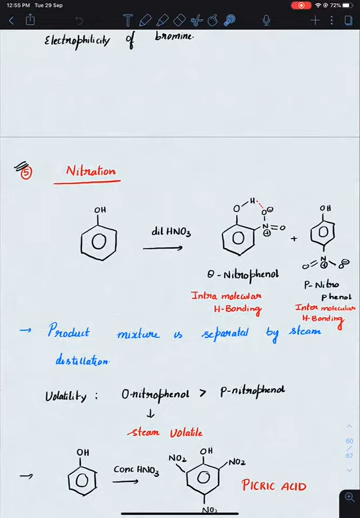 12:55 PM Tue 29 Sep
72%
Electrophilicity of bromine
5 Nitration
OH
dil HNO3
O H O⊖
N=O
⊕
+
OH
O=N-O⊖
⊕
O-Nitrophenol
P-Nitro
phenol
Intra molecular
H-Bonding
Inter molecular
H-Bonding
→ Product mixture is separated by steam
distillation
Volatility: O-nitrophenol > P-nitrophenol
↓
steam Volatile
60
/
67
→ OH
Conc HNO3
OH
NO2 NO2
NO2
PICRIC ACID